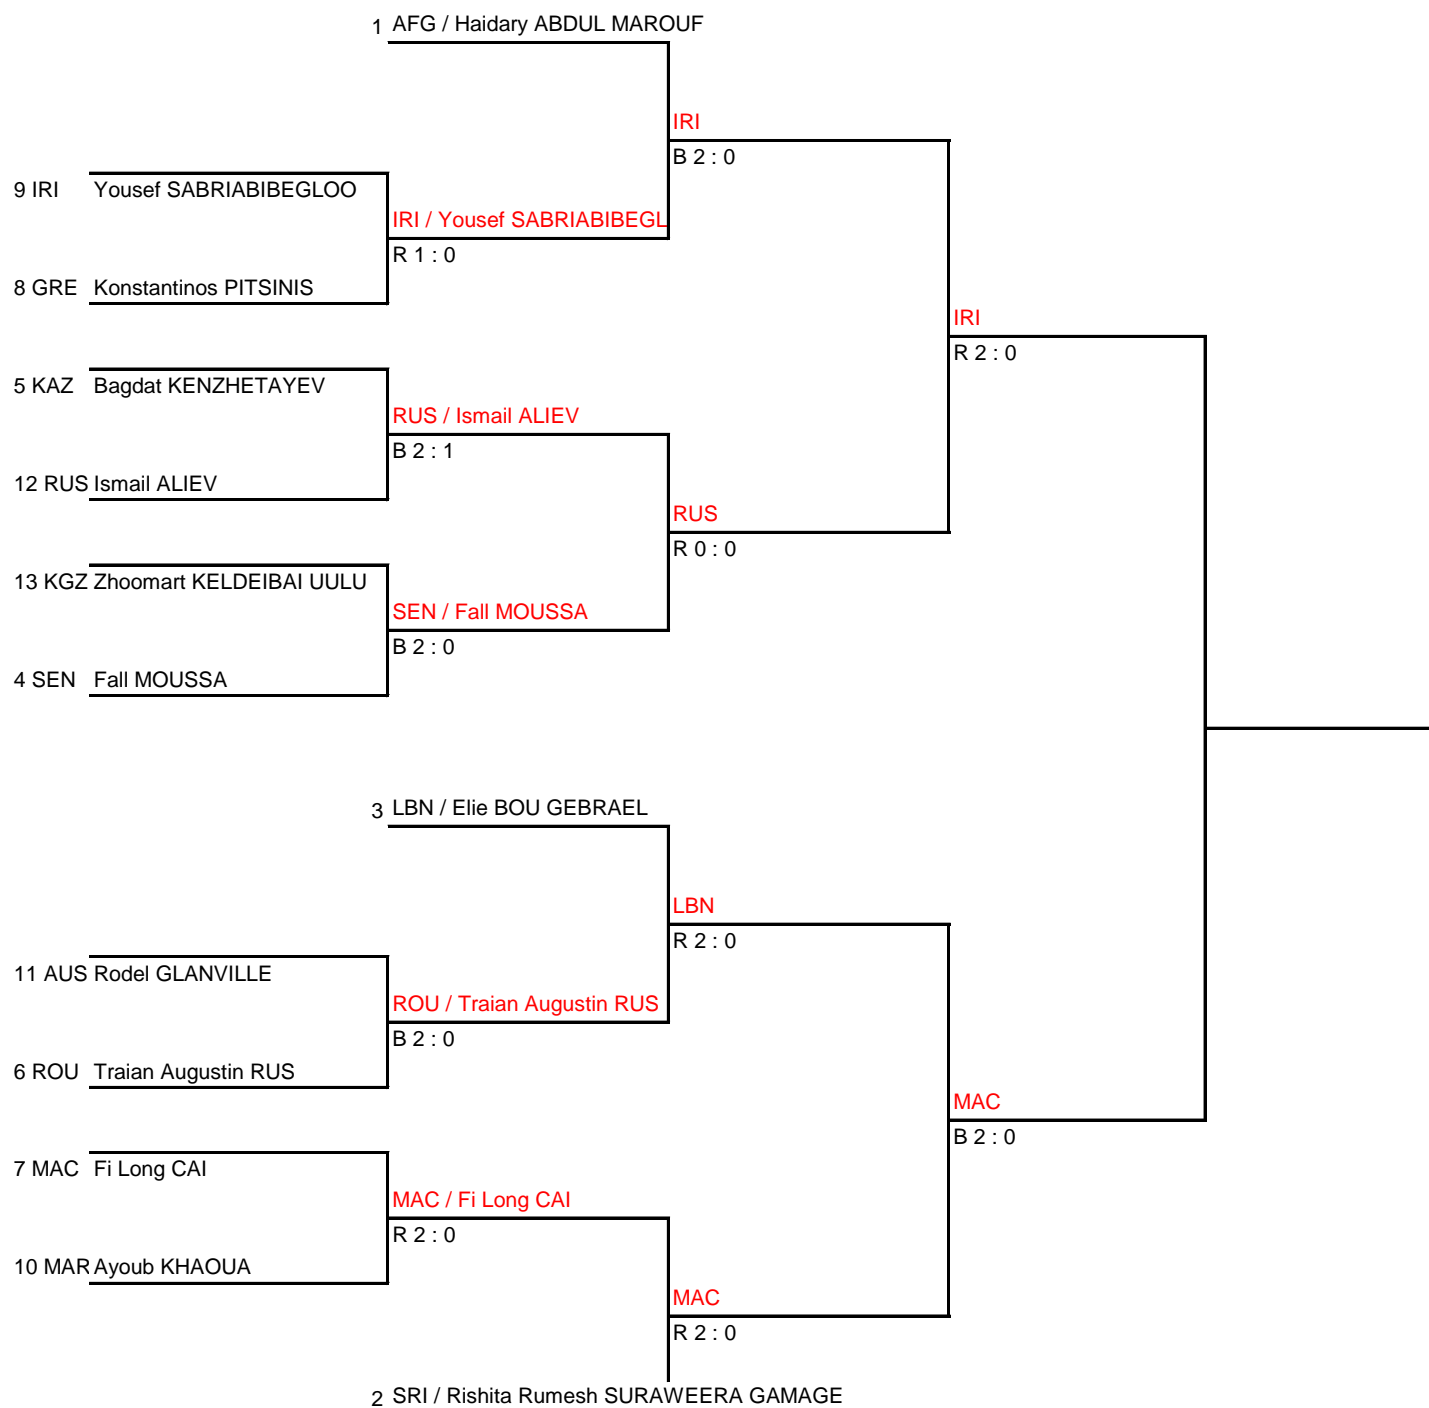 1 AFG / Haidary ABDUL MAROUF
IRI
B 2 : 0
9 IRI Yousef SABRIABIBEGLOO
IRI / Yousef SABRIABIBEGL
R 1 : 0
8 GRE Konstantinos PITSINIS
IRI
R 2 : 0
5 KAZ Bagdat KENZHETAYEV
RUS / Ismail ALIEV
B 2 : 1
12 RUS Ismail ALIEV
RUS
R 0 : 0
13 KGZ Zhoomart KELDEIBAI UULU
SEN / Fall MOUSSA
B 2 : 0
4 SEN Fall MOUSSA
3 LBN / Elie BOU GEBRAEL
LBN
R 2 : 0
11 AUS Rodel GLANVILLE
ROU / Traian Augustin RUS
B 2 : 0
6 ROU Traian Augustin RUS
MAC
B 2 : 0
7 MAC Fi Long CAI
MAC / Fi Long CAI
R 2 : 0
10 MAR Ayoub KHAOUA
MAC
R 2 : 0
2 SRI / Rishita Rumesh SURAWEERA GAMAGE